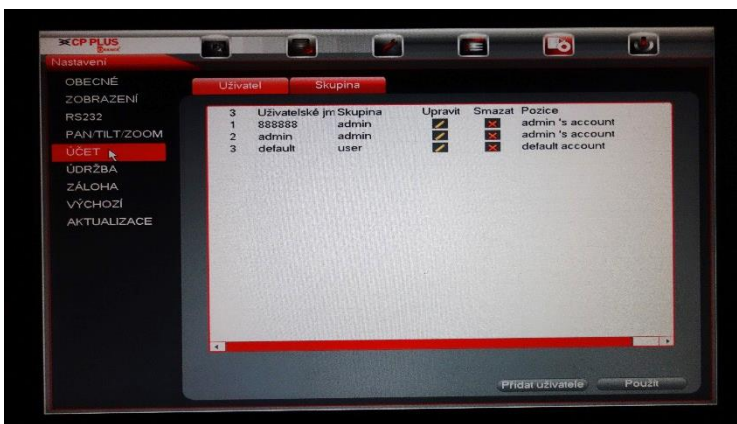 CP PLUS
Nastavení
OBECNÉ
ZOBRAZENÍ
RS232
PAN/TILT/ZOOM
ÚČET
ÚDRŽBA
ZÁLOHA
VÝCHOZÍ
AKTUALIZACE
Uživatel Skupina
3 Uživatelské jm Skupina Upravit Smazat Pozice
1 888888 admin admin 's account
2 admin admin admin 's account
3 default user default account
Přidat uživatele Použít